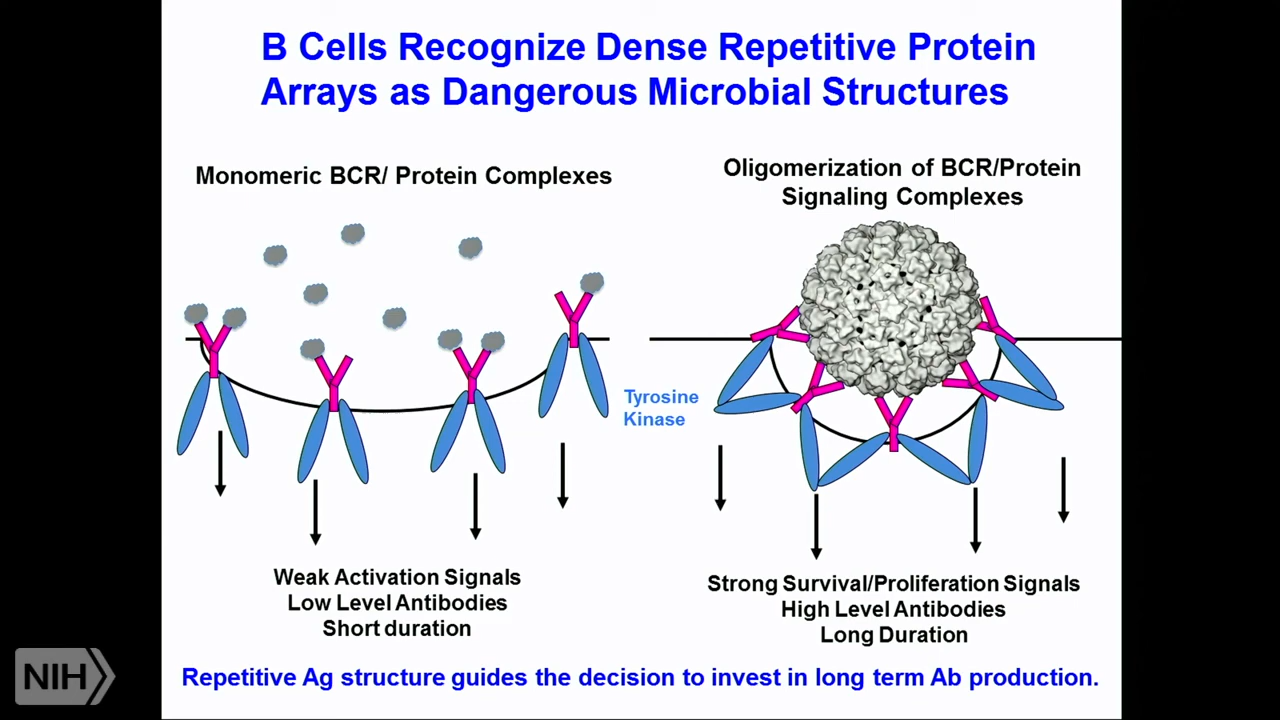 B Cells Recognize Dense Repetitive Protein
Arrays as Dangerous Microbial Structures
Monomeric BCR/ Protein Complexes
Oligomerization of BCR/Protein
Signaling Complexes
Tyrosine
Kinase
Weak Activation Signals
Low Level Antibodies
Short duration
Strong Survival/Proliferation Signals
High Level Antibodies
Long Duration
Repetitive Ag structure guides the decision to invest in long term Ab production.
NIH